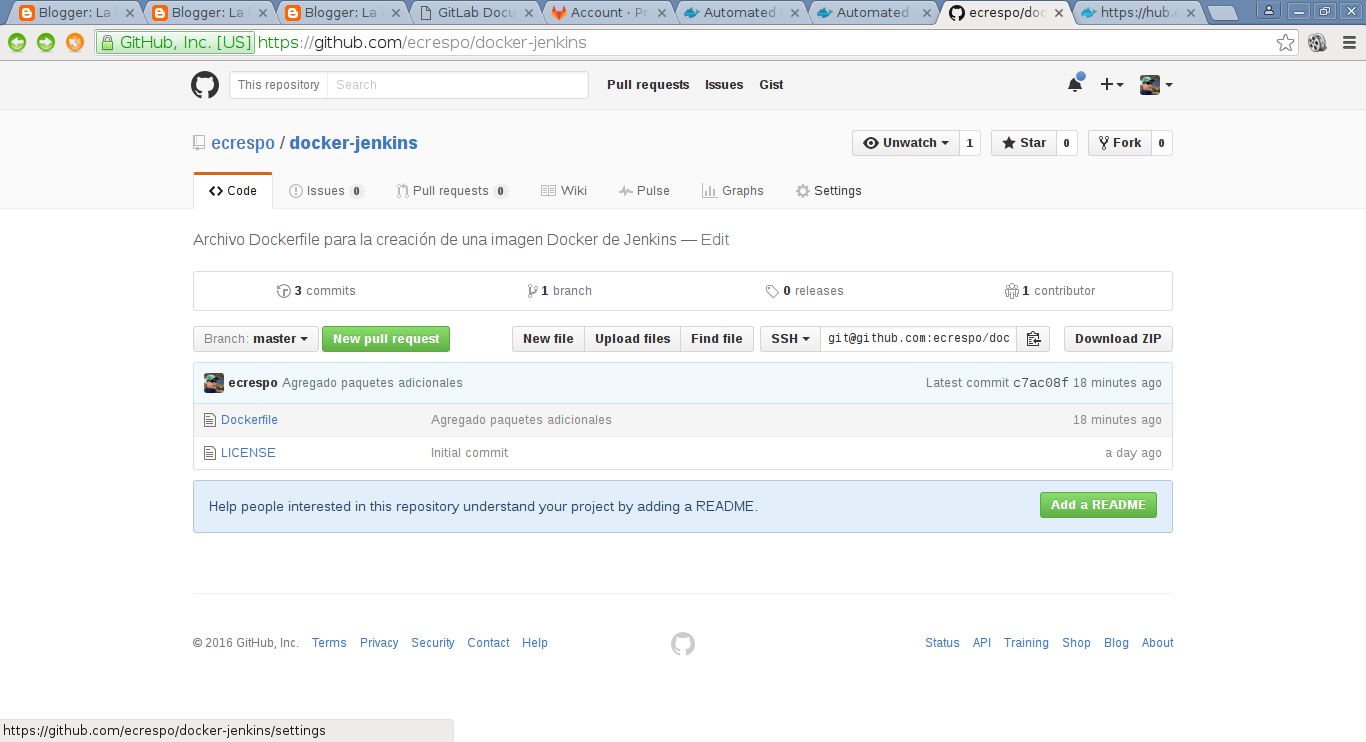 Blogger: La
Blogger: La
Blogger: La
GitLab Docu
Account · P
Automated
Automated
ecrespo/doc
https://hub.
GitHub, Inc. [US] https://github.com/ecrespo/docker-jenkins
This repository Search Pull requests Issues Gist
ecrespo / docker-jenkins
Unwatch 1 Star 0 Fork 0
Code Issues 0 Pull requests 0 Wiki Pulse Graphs Settings
Archivo Dockerfile para la creación de una imagen Docker de Jenkins — Edit
3 commits 1 branch 0 releases 1 contributor
Branch: master New pull request New file Upload files Find file SSH git@github.com:ecrespo/doc Download ZIP
ecrespo Agregado paquetes adicionales Latest commit c7ac08f 18 minutes ago
Dockerfile Agregado paquetes adicionales 18 minutes ago
LICENSE Initial commit a day ago
Help people interested in this repository understand your project by adding a README. Add a README
© 2016 GitHub, Inc. Terms Privacy Security Contact Help Status API Training Shop Blog About
https://github.com/ecrespo/docker-jenkins/settings